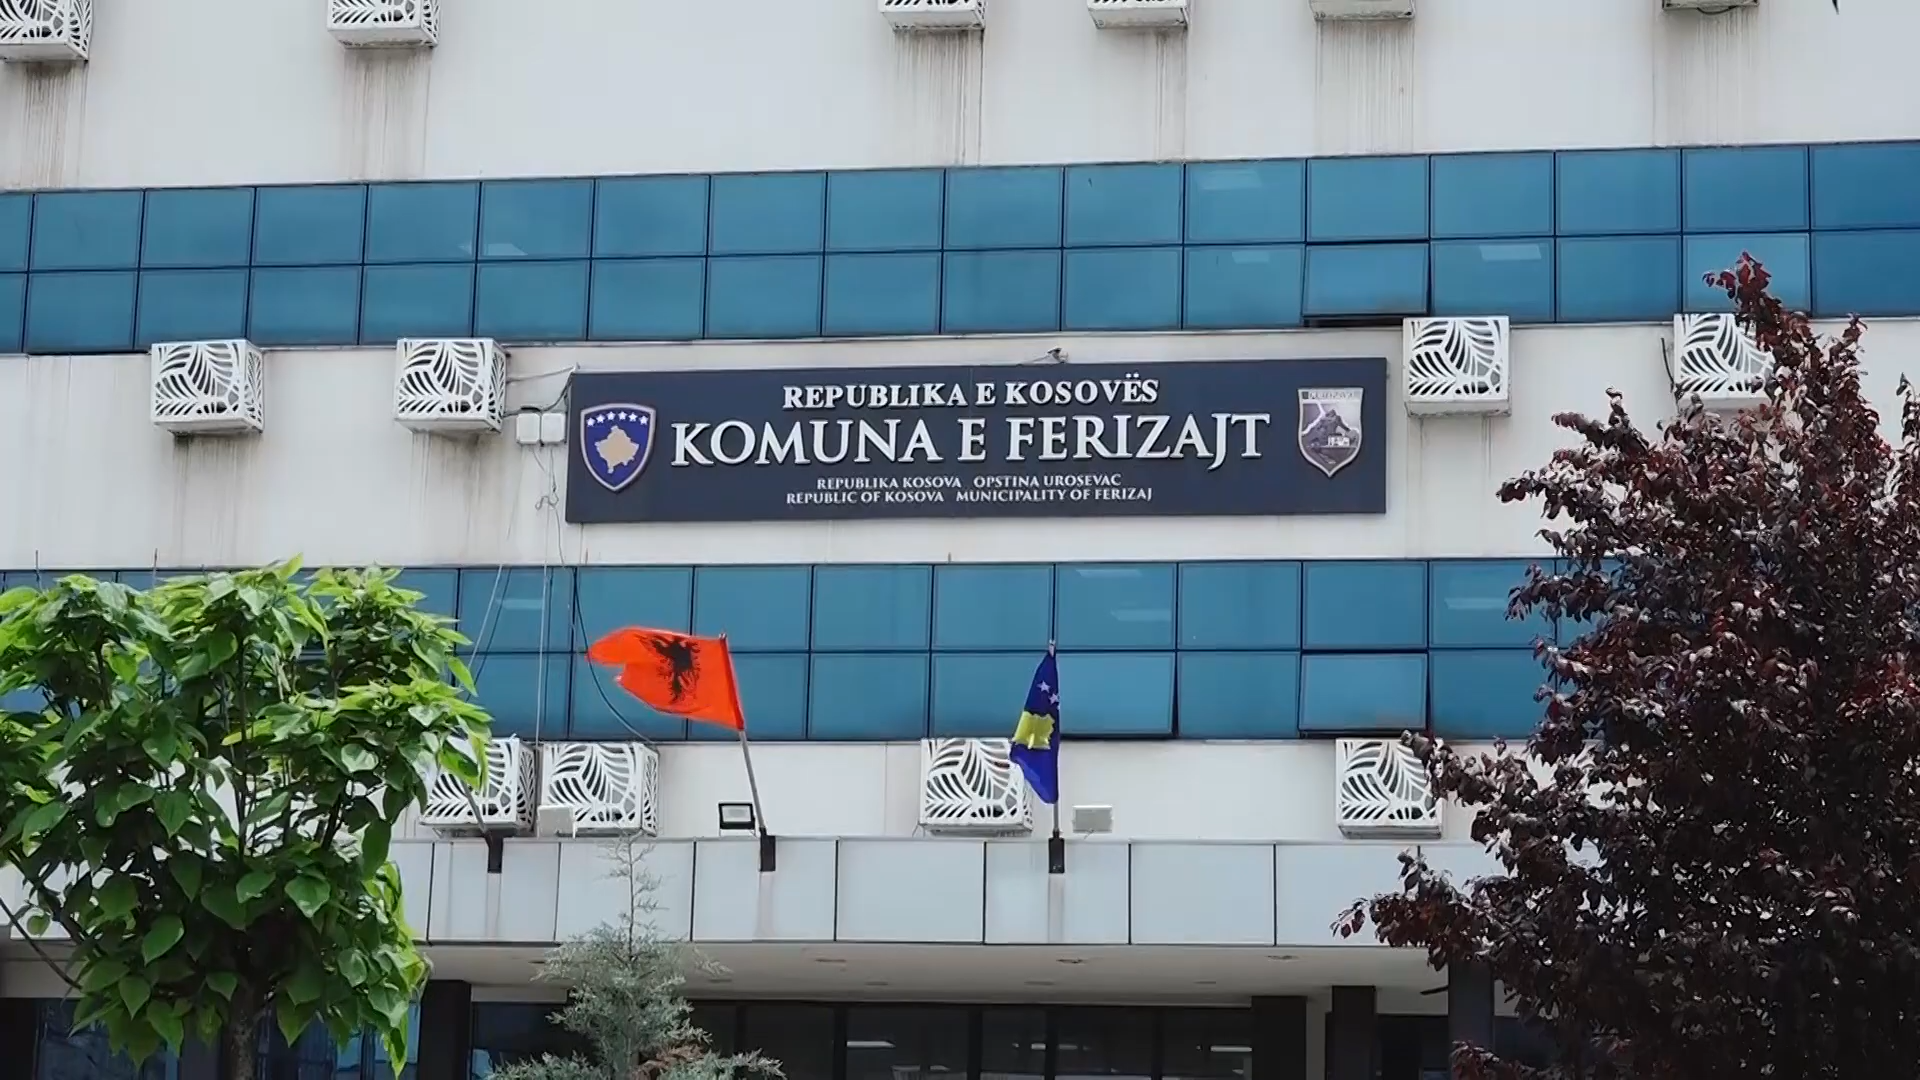 REPUBLIKA E KOSOVËS
KOMUNA E FERIZAJT
REPUBLIKA KOSOVA OPSTINA UROSEVAC
REPUBLIC OF KOSOVA MUNICIPALITY OF FERIZAJ